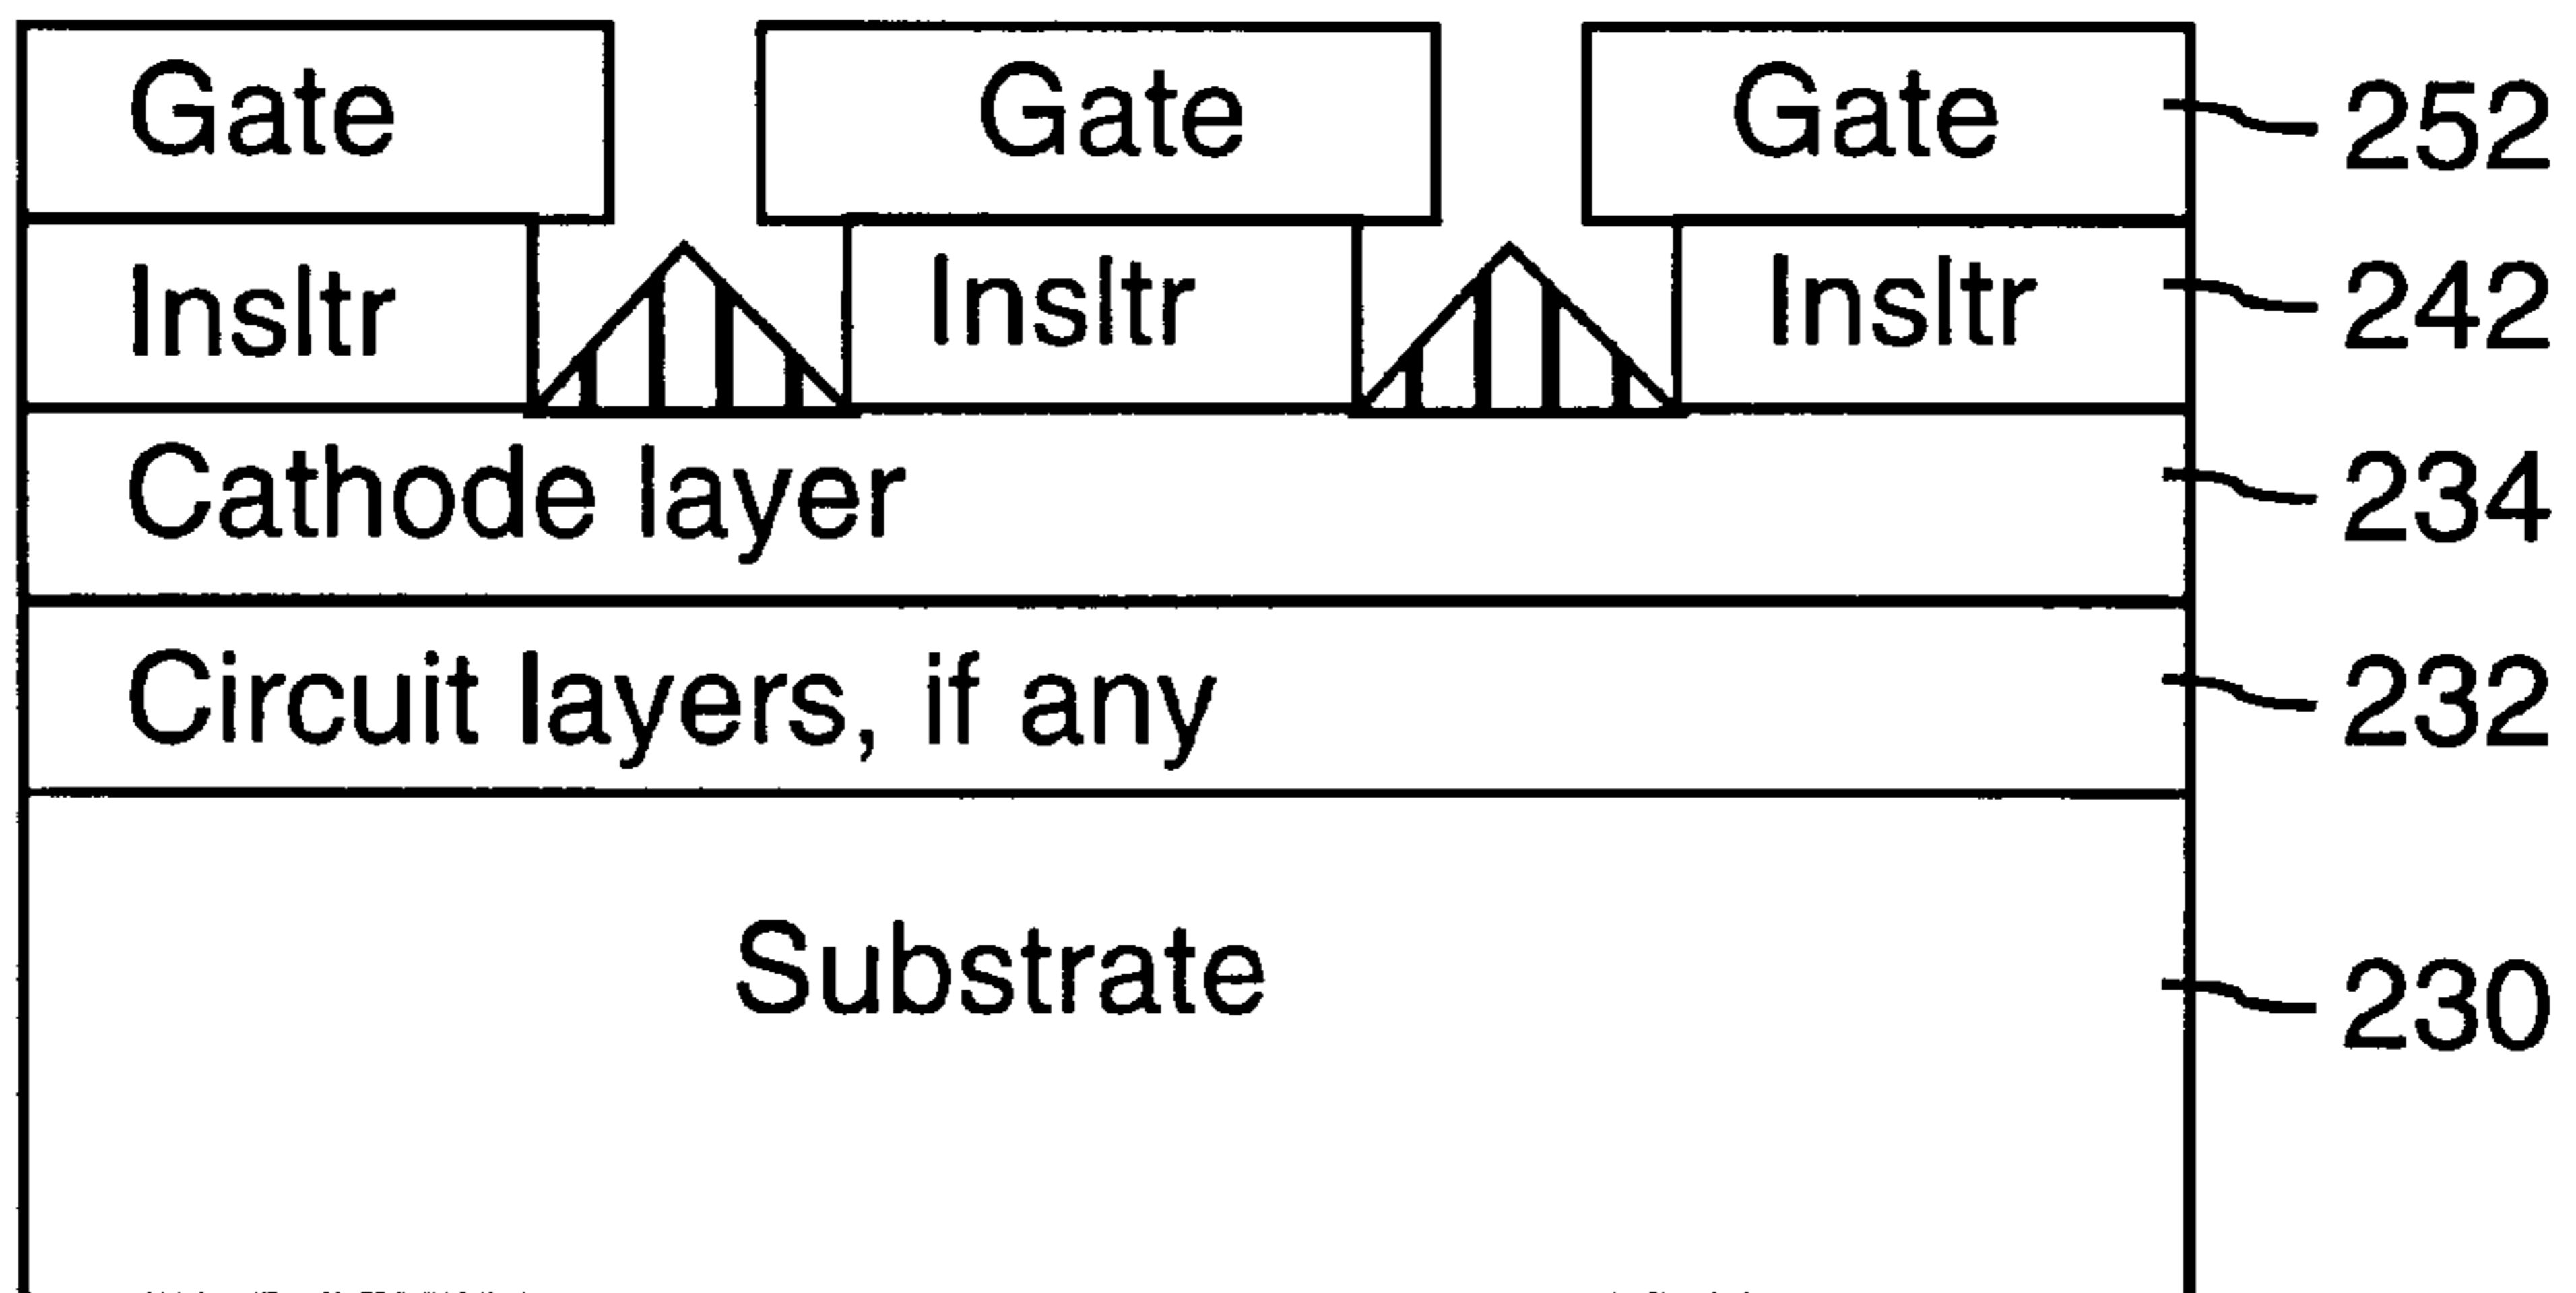 Gate Gate Gate 252
Insltr Insltr Insltr 242
Cathode layer 234
Circuit layers, if any 232
Substrate 230